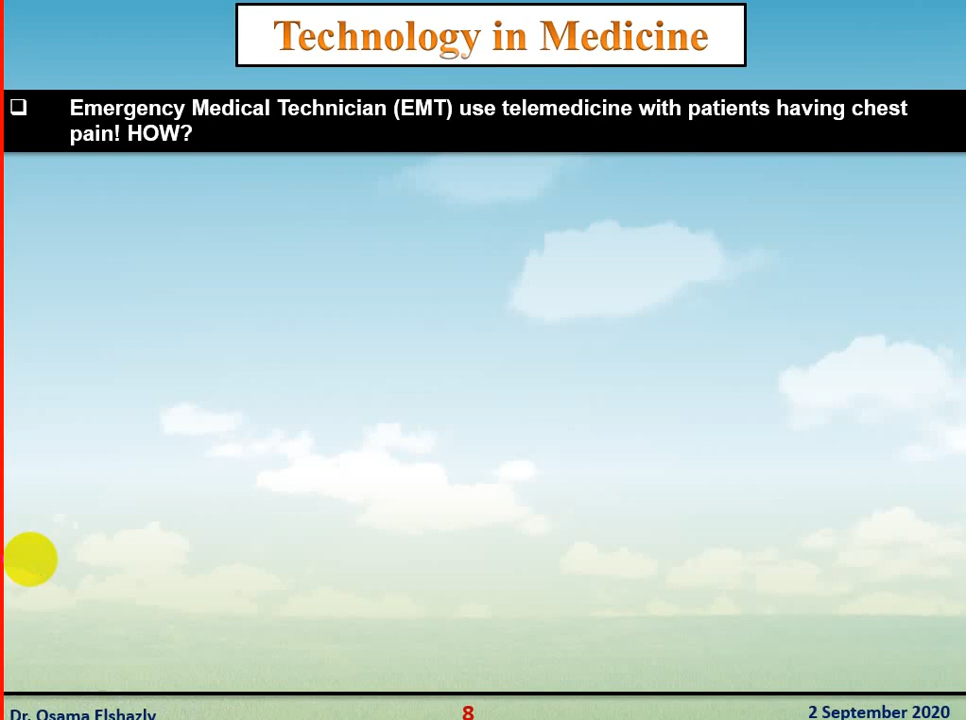 Technology in Medicine
❑ Emergency Medical Technician (EMT) use telemedicine with patients having chest
pain! HOW?
Dr. Osama Elshazly
8
2 September 2020